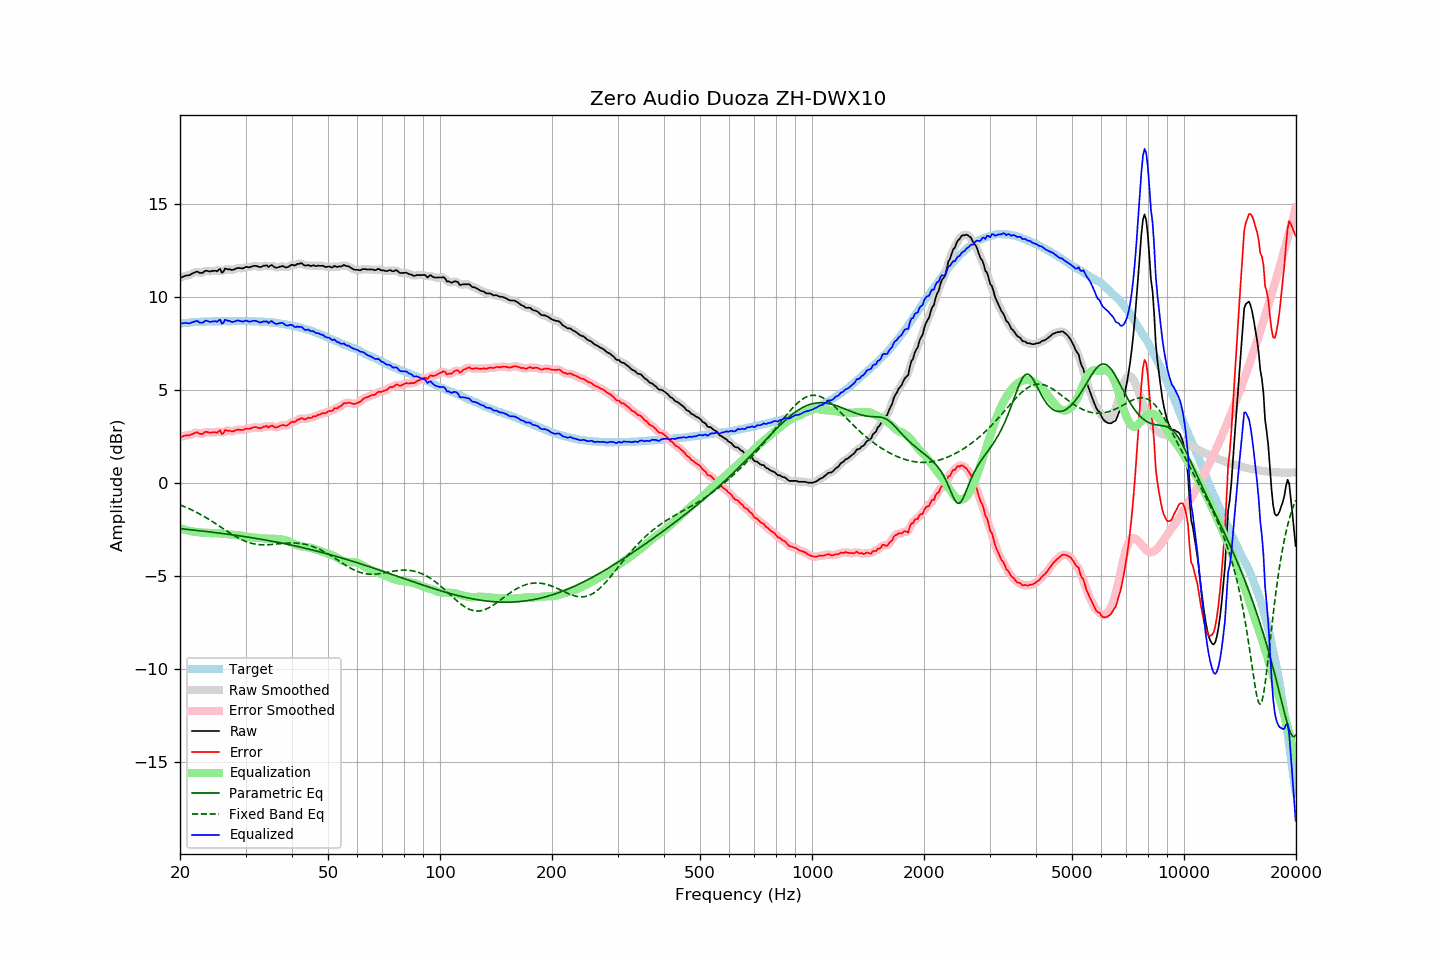 Zero Audio Duoza ZH-DWX10
Amplitude (dBr)
15
10
5
0
−5
−10
−15
Target
Raw Smoothed
Error Smoothed
Raw
Error
Equalization
Parametric Eq
Fixed Band Eq
Equalized
20 50 100 200 500 1000 2000 5000 10000 20000
Frequency (Hz)